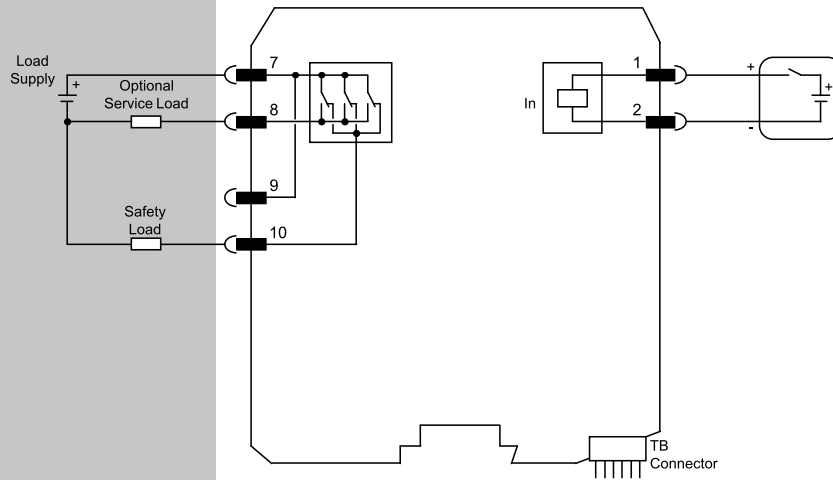 Load
Supply
+
Optional
Service Load
7
8
9
Safety
Load
10
In
1
2
+
+
-
TB
Connector